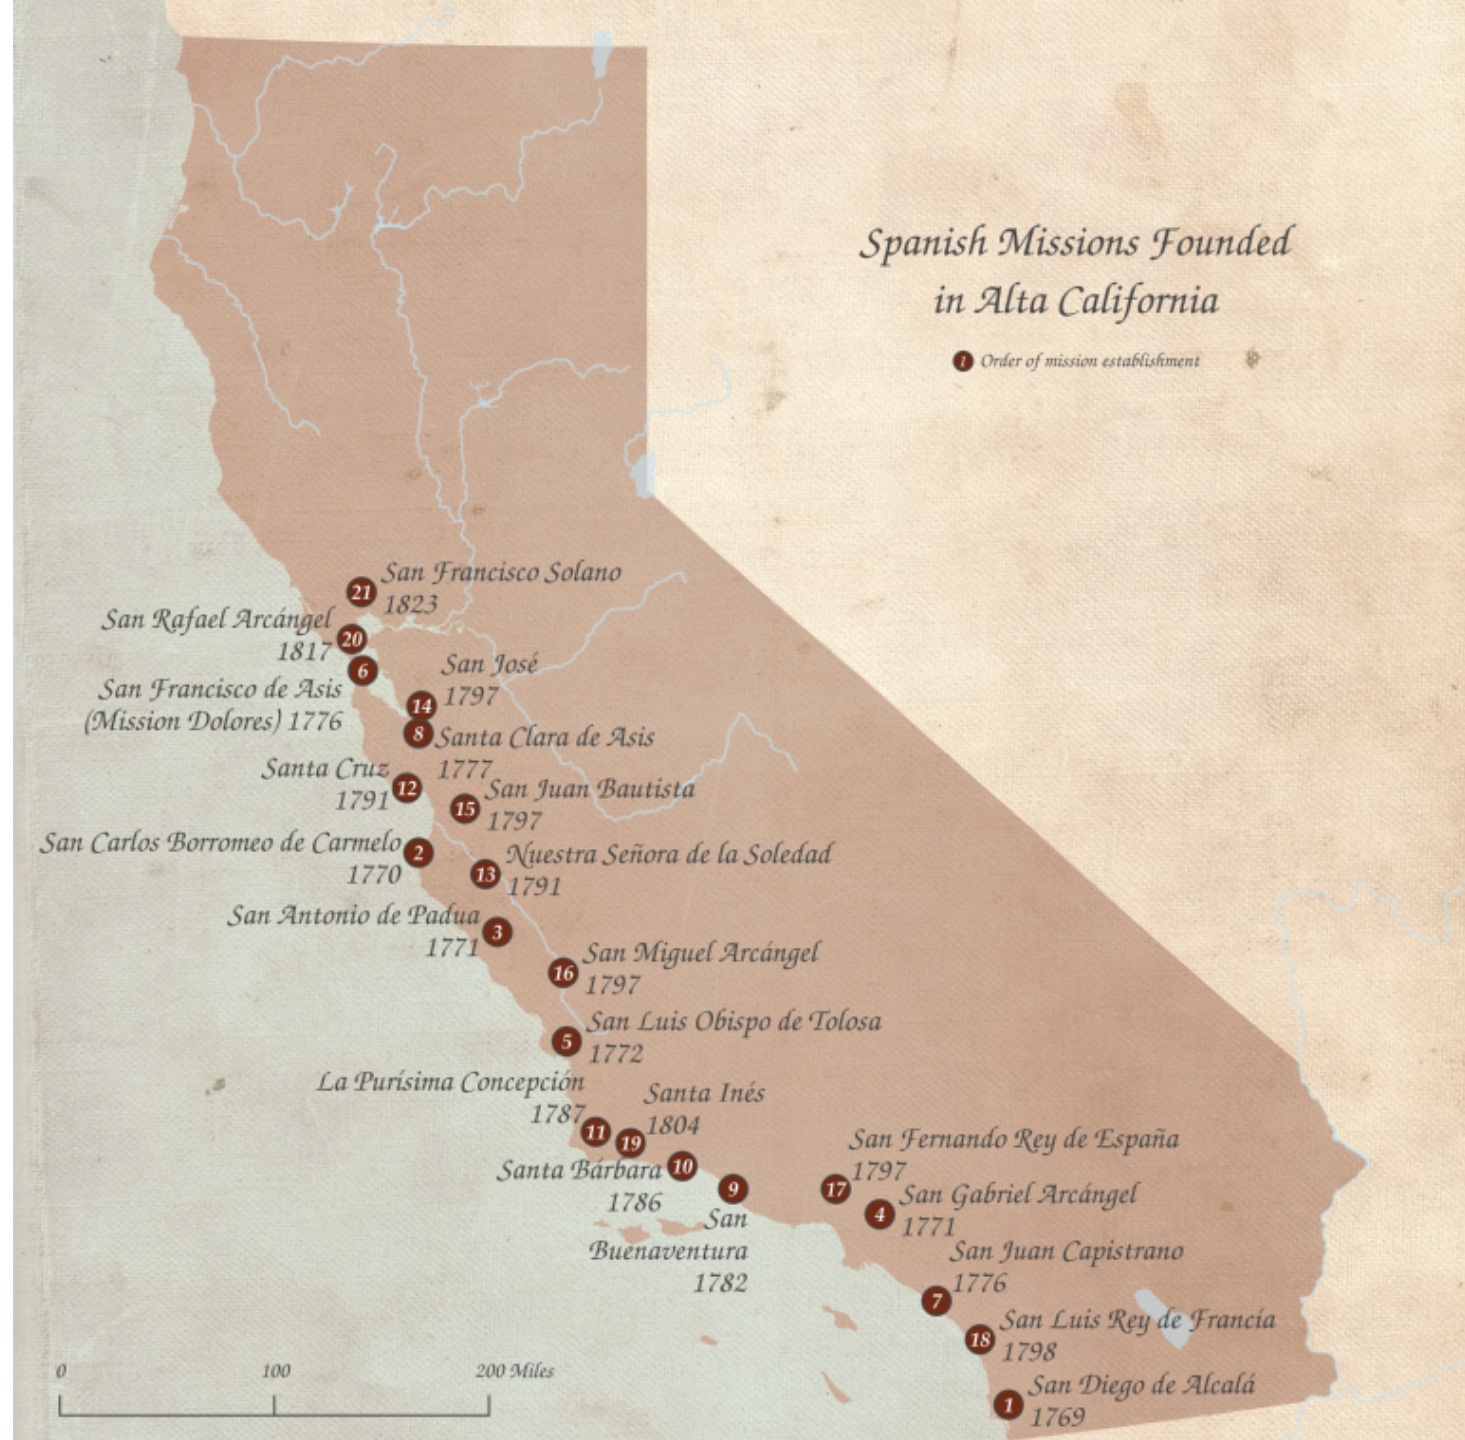 Spanish Missions Founded
in Alta California
1 Order of mission establishment
21 San Francisco Solano
1823
San Rafael Arcángel
1817 20
6
San Francisco de Asis
(Mission Dolores) 1776
San José
14 1797
8 Santa Clara de Asis
1777
Santa Cruz
1791 12
San Juan Bautista
15 1797
San Carlos Borromeo de Carmelo
1770 2
Nuestra Señora de la Soledad
13 1791
San Antonio de Padua
1771 3
San Miguel Arcángel
16 1797
San Luis Obispo de Tolosa
5 1772
La Purísima Concepción
1787 11
Santa Inés
1804
19
Santa Bárbara 10
1786
9
San
Buenaventura
1782
San Fernando Rey de España
1797
17
San Gabriel Arcángel
4 1771
San Juan Capistrano
1776
7
San Luis Rey de Francia
18 1798
San Diego de Alcalá
1 1769
0 100 200 Miles